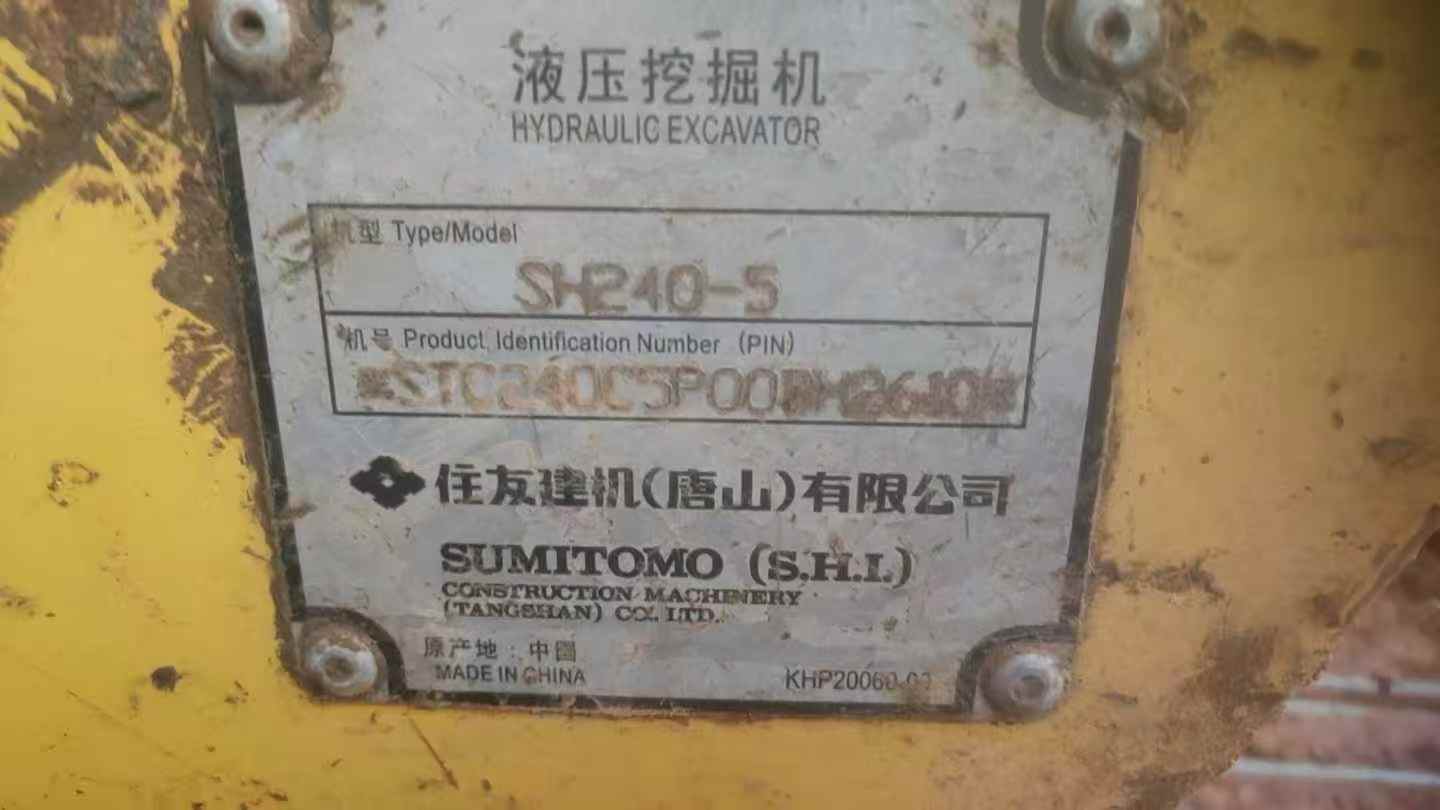 液压挖掘机
HYDRAULIC EXCAVATOR
机型 Type/Model
SH240-5
机号 Product Identification Number (PIN)
住友建机(唐山)有限公司
SUMITOMO (S.H.I.)
CONSTRUCTION MACHINERY
(TANGSHAN) CO. LTD.
原产地：中国
MADE IN CHINA